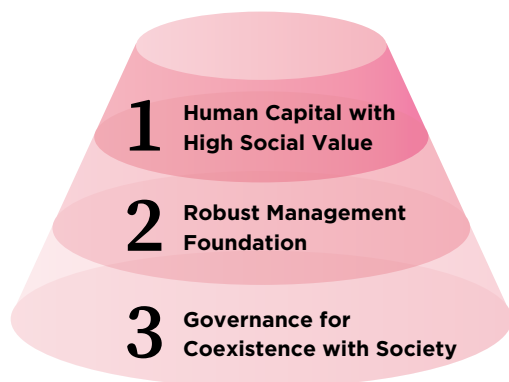 1 Human Capital with
High Social Value
2 Robust Management
Foundation
3 Governance for
Coexistence with Society